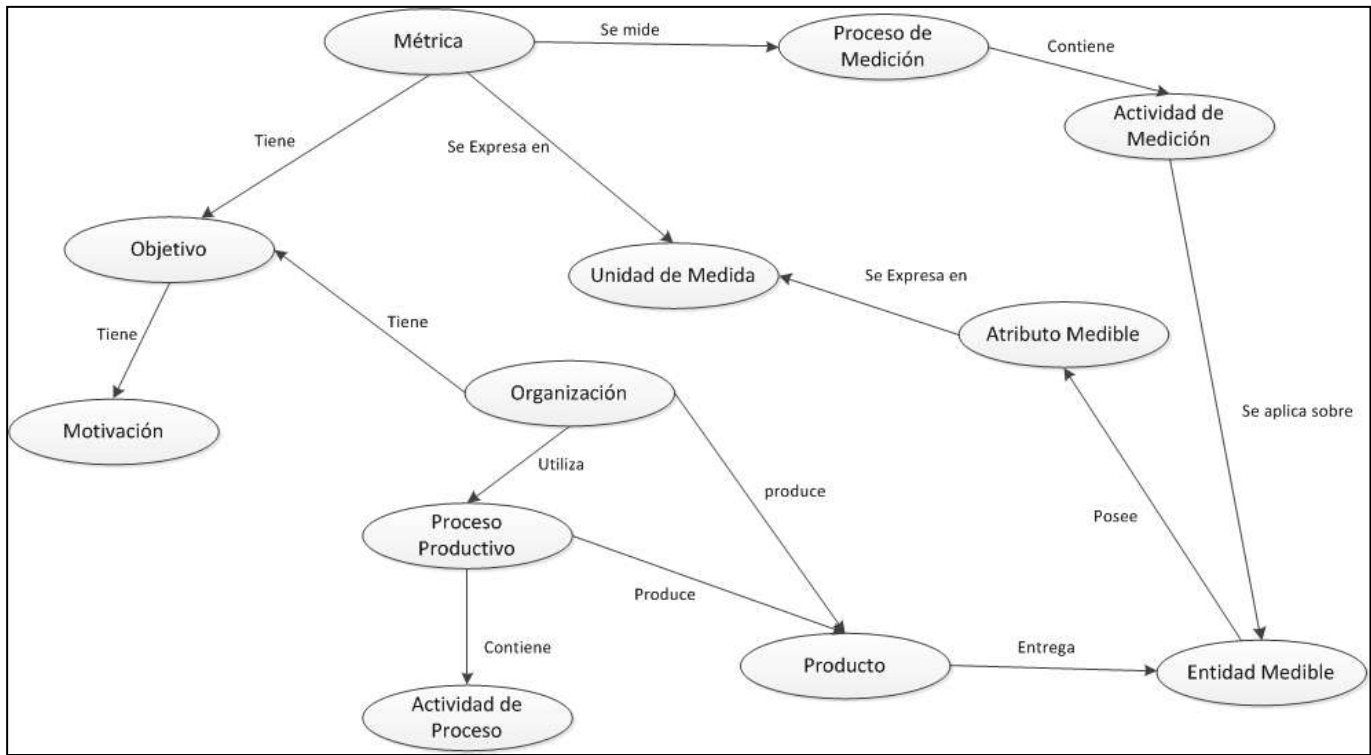 Métrica
Se mide
Proceso de
Medición
Contiene
Actividad de
Medición
Tiene
Se Expresa en
Objetivo
Unidad de Medida
Se Expresa en
Atributo Medible
Tiene
Tiene
Organización
Motivación
Se aplica sobre
Utiliza
produce
Posee
Proceso
Productivo
Produce
Contiene
Producto
Entrega
Entidad Medible
Actividad de
Proceso